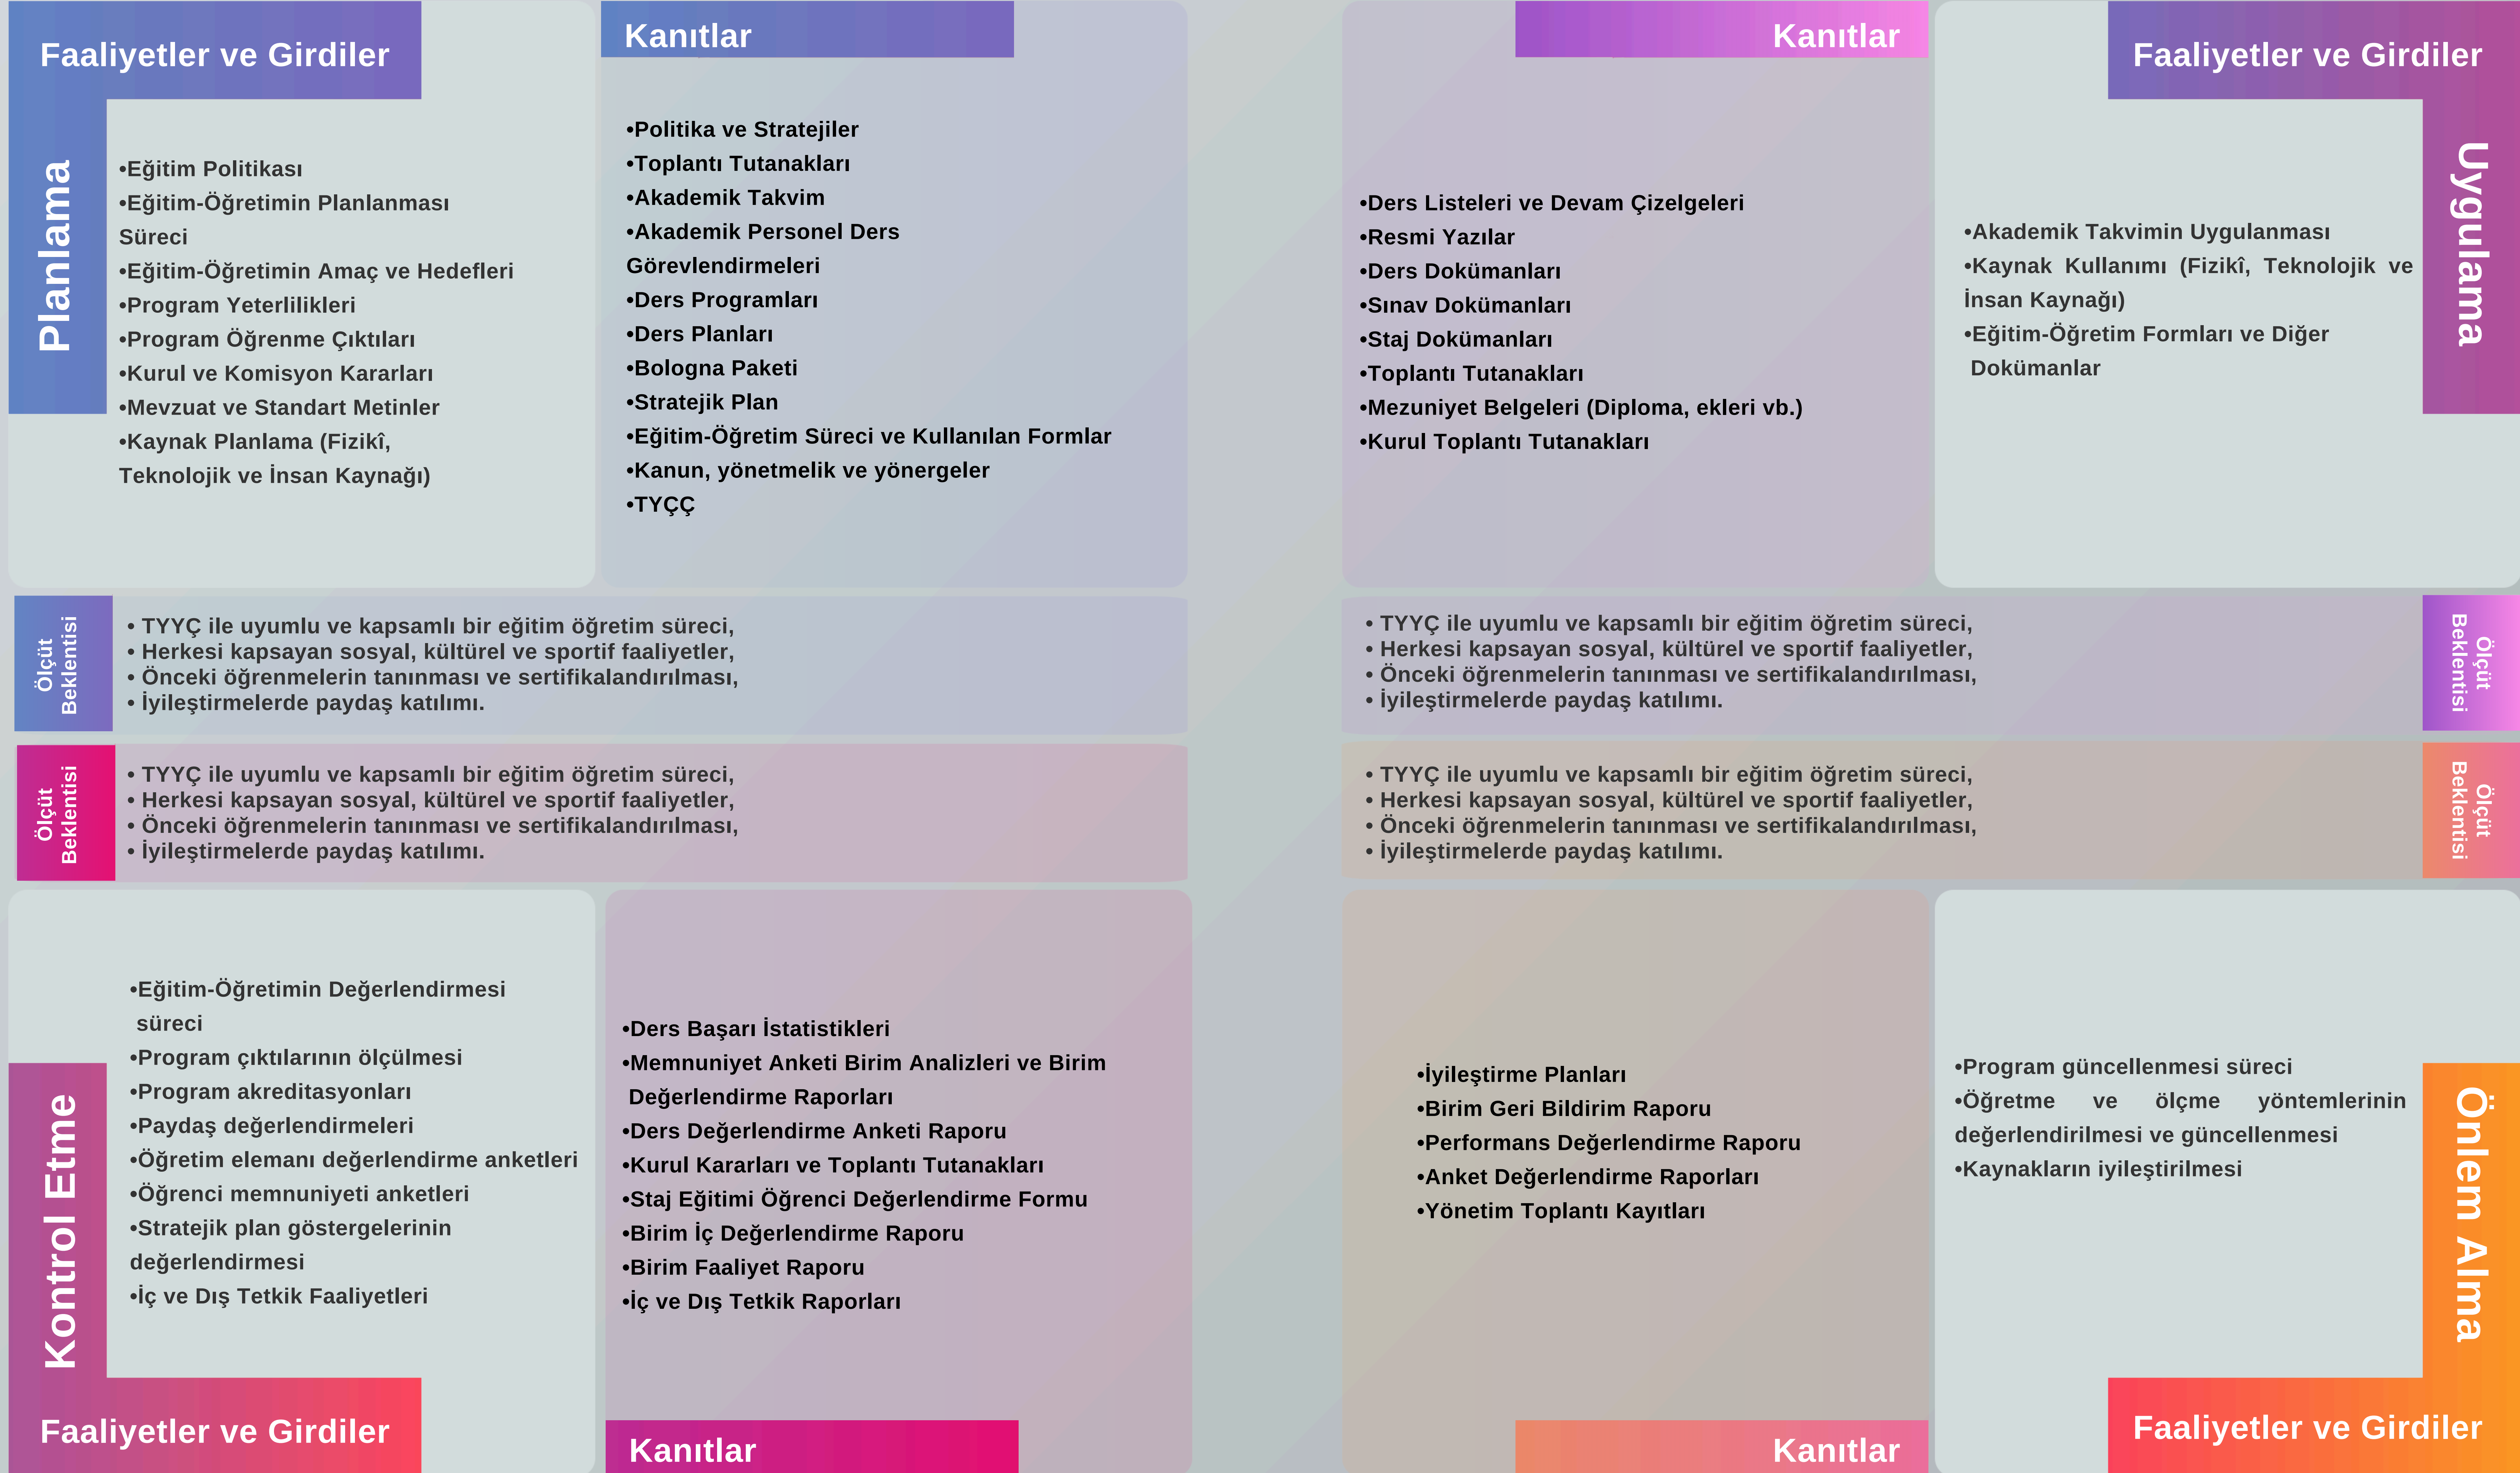 Faaliyetler ve Girdiler
Planlama
•Eğitim Politikası
•Eğitim-Öğretimin Planlanması
Süreci
•Eğitim-Öğretimin Amaç ve Hedefleri
•Program Yeterlilikleri
•Program Öğrenme Çıktıları
•Kurul ve Komisyon Kararları
•Mevzuat ve Standart Metinler
•Kaynak Planlama (Fizikî,
Teknolojik ve İnsan Kaynağı)
Kanıtlar
•Politika ve Stratejiler
•Toplantı Tutanakları
•Akademik Takvim
•Akademik Personel Ders
Görevlendirmeleri
•Ders Programları
•Ders Planları
•Bologna Paketi
•Stratejik Plan
•Eğitim-Öğretim Süreci ve Kullanılan Formlar
•Kanun, yönetmelik ve yönergeler
•TYÇÇ
Kanıtlar
•Ders Listeleri ve Devam Çizelgeleri
•Resmi Yazılar
•Ders Dokümanları
•Sınav Dokümanları
•Staj Dokümanları
•Toplantı Tutanakları
•Mezuniyet Belgeleri (Diploma, ekleri vb.)
•Kurul Toplantı Tutanakları
Faaliyetler ve Girdiler
Uygulama
•Akademik Takvimin Uygulanması
•Kaynak Kullanımı (Fizikî, Teknolojik ve
İnsan Kaynağı)
•Eğitim-Öğretim Formları ve Diğer
Dokümanlar
Ölçüt
Beklentisi
• TYYÇ ile uyumlu ve kapsamlı bir eğitim öğretim süreci,
• Herkesi kapsayan sosyal, kültürel ve sportif faaliyetler,
• Önceki öğrenmelerin tanınması ve sertifikalandırılması,
• İyileştirmelerde paydaş katılımı.
• TYYÇ ile uyumlu ve kapsamlı bir eğitim öğretim süreci,
• Herkesi kapsayan sosyal, kültürel ve sportif faaliyetler,
• Önceki öğrenmelerin tanınması ve sertifikalandırılması,
• İyileştirmelerde paydaş katılımı.
Ölçüt
Beklentisi
Ölçüt
Beklentisi
• TYYÇ ile uyumlu ve kapsamlı bir eğitim öğretim süreci,
• Herkesi kapsayan sosyal, kültürel ve sportif faaliyetler,
• Önceki öğrenmelerin tanınması ve sertifikalandırılması,
• İyileştirmelerde paydaş katılımı.
• TYYÇ ile uyumlu ve kapsamlı bir eğitim öğretim süreci,
• Herkesi kapsayan sosyal, kültürel ve sportif faaliyetler,
• Önceki öğrenmelerin tanınması ve sertifikalandırılması,
• İyileştirmelerde paydaş katılımı.
Ölçüt
Beklentisi
Kontrol Etme
•Eğitim-Öğretimin Değerlendirmesi
süreci
•Program çıktılarının ölçülmesi
•Program akreditasyonları
•Paydaş değerlendirmeleri
•Öğretim elemanı değerlendirme anketleri
•Öğrenci memnuniyeti anketleri
•Stratejik plan göstergelerinin
değerlendirmesi
•İç ve Dış Tetkik Faaliyetleri
Faaliyetler ve Girdiler
•Ders Başarı İstatistikleri
•Memnuniyet Anketi Birim Analizleri ve Birim
Değerlendirme Raporları
•Ders Değerlendirme Anketi Raporu
•Kurul Kararları ve Toplantı Tutanakları
•Staj Eğitimi Öğrenci Değerlendirme Formu
•Birim İç Değerlendirme Raporu
•Birim Faaliyet Raporu
•İç ve Dış Tetkik Raporları
Kanıtlar
•İyileştirme Planları
•Birim Geri Bildirim Raporu
•Performans Değerlendirme Raporu
•Anket Değerlendirme Raporları
•Yönetim Toplantı Kayıtları
Kanıtlar
•Program güncellenmesi süreci
•Öğretme ve ölçme yöntemlerinin
değerlendirilmesi ve güncellenmesi
•Kaynakların iyileştirilmesi
Önlem Alma
Faaliyetler ve Girdiler